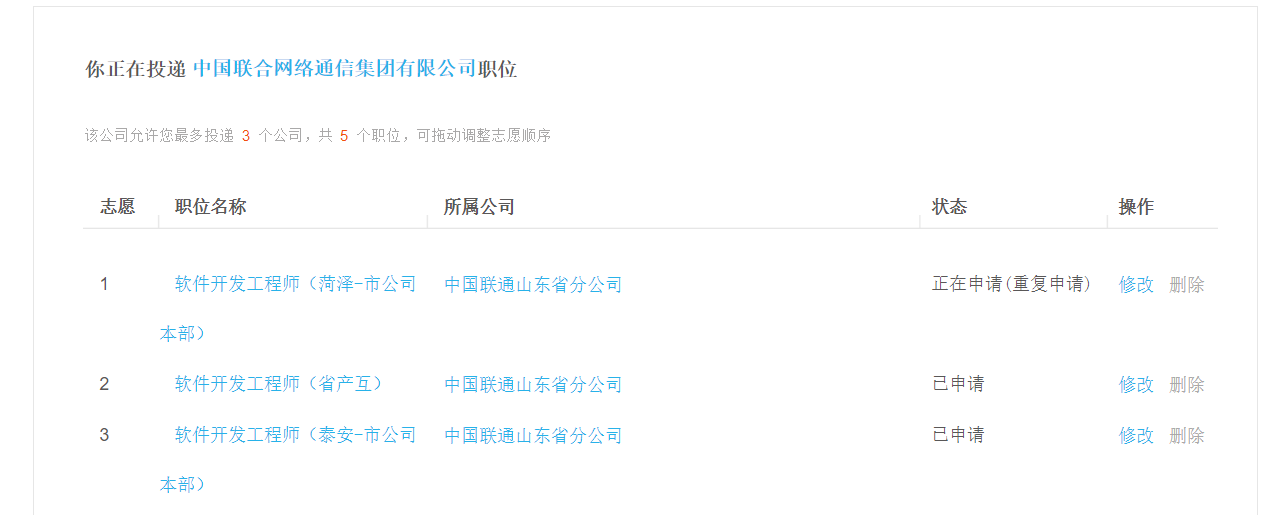 你正在投递 中国联合网络通信集团有限公司职位
该公司允许您最多投递 3 个公司，共 5 个职位，可拖动调整志愿顺序
志愿 职位名称 所属公司 状态 操作
1 软件开发工程师（菏泽-市公司 中国联通山东省分公司 正在申请(重复申请) 修改 删除
本部）
2 软件开发工程师（省产互） 中国联通山东省分公司 已申请 修改 删除
3 软件开发工程师（泰安-市公司 中国联通山东省分公司 已申请 修改 删除
本部）